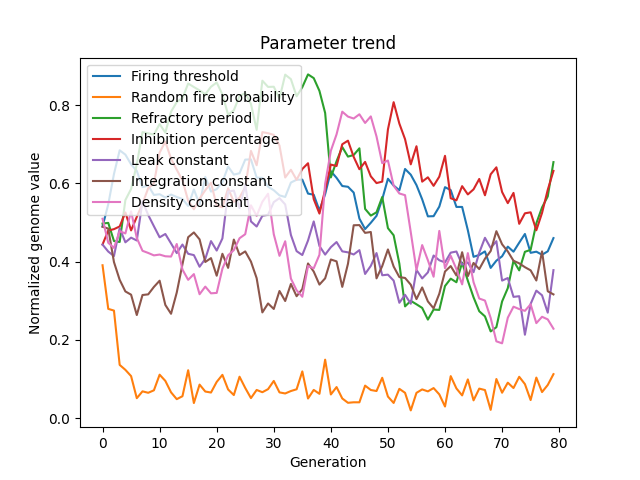 Parameter trend
Firing threshold
Random fire probability
Refractory period
Inhibition percentage
Leak constant
Integration constant
Density constant
Normalized genome value
0.8
0.6
0.4
0.2
0.0
0 10 20 30 40 50 60 70 80
Generation